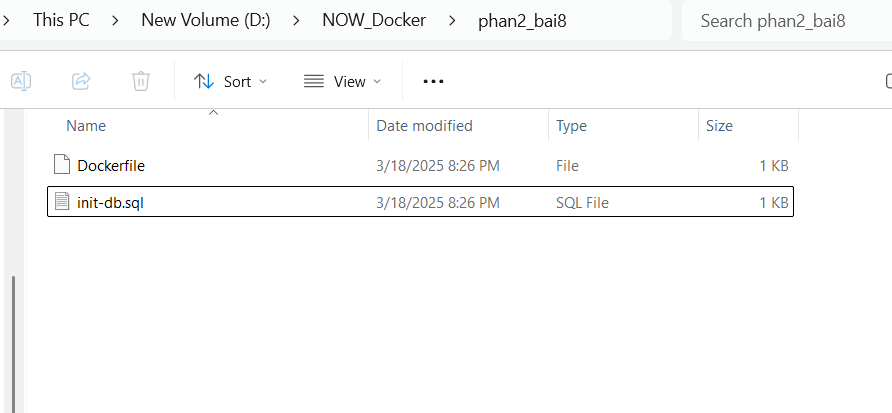 This PC > New Volume (D:) > NOW_Docker > phan2_bai8 Search phan2_bai8
Sort View
Name Date modified Type Size
Dockerfile 3/18/2025 8:26 PM File 1 KB
init-db.sql 3/18/2025 8:26 PM SQL File 1 KB